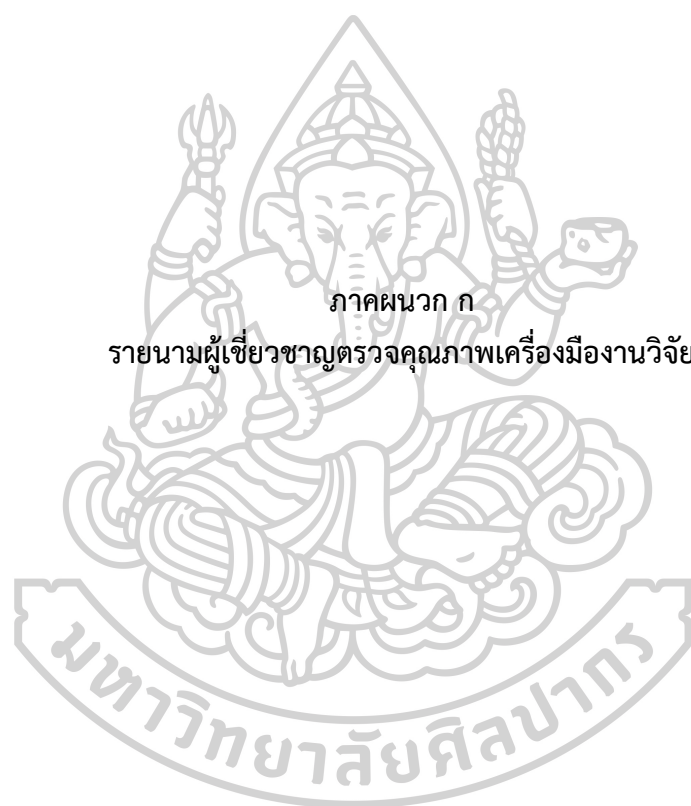 ภาคผนวก ก
รายนามผู้เชี่ยวชาญตรวจคุณภาพเครื่องมืองานวิจัย
มหาวิทยาลัยศิลปากร